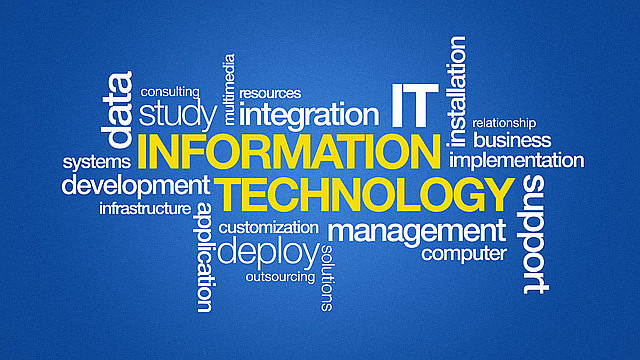 data
consulting
study
multimedia
resources
integration
IT
installation
relationship
business
systems
INFORMATION
implementation
development
TECHNOLOGY
infrastructure
application
customization
management
support
deploy
solutions
computer
outsourcing